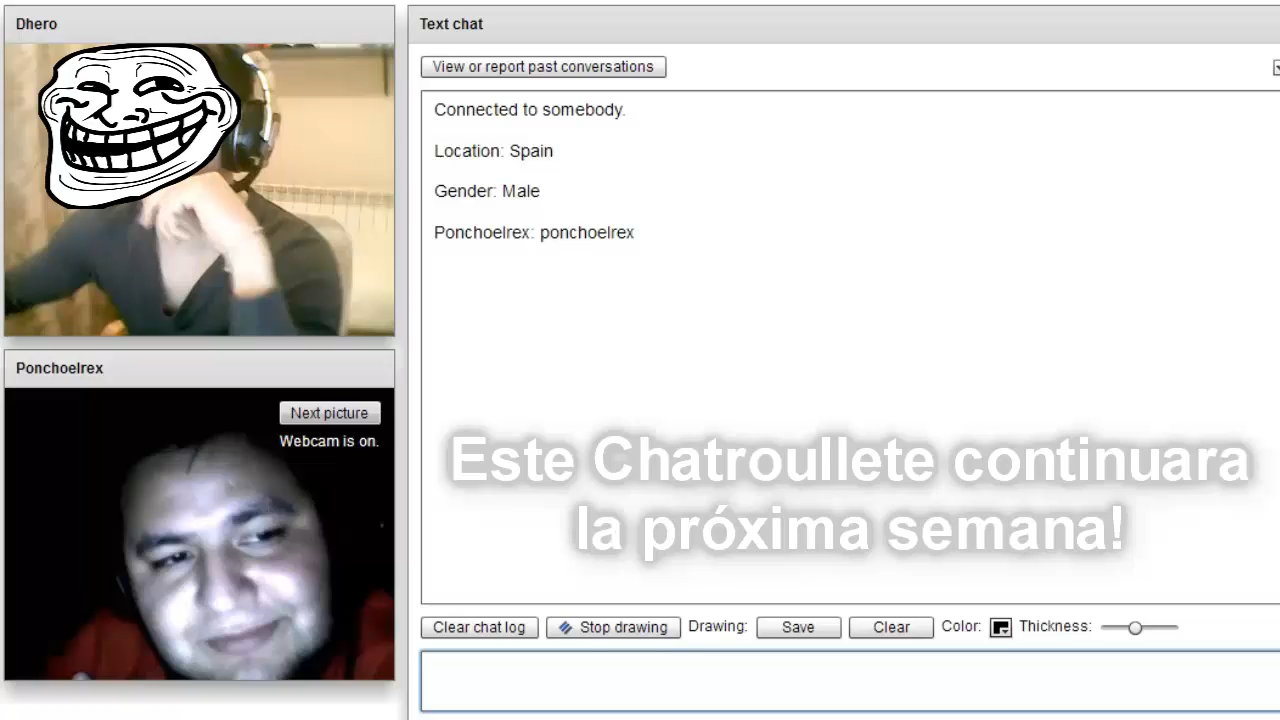 Dhero
Text chat
View or report past conversations
Connected to somebody.
Location: Spain
Gender: Male
Ponchoelrex: ponchoelrex
Ponchoelrex
Next picture
Webcam is on.
Este Chatroullete continuara
la próxima semana!
Clear chat log
Stop drawing
Drawing:
Save
Clear
Color:
Thickness: